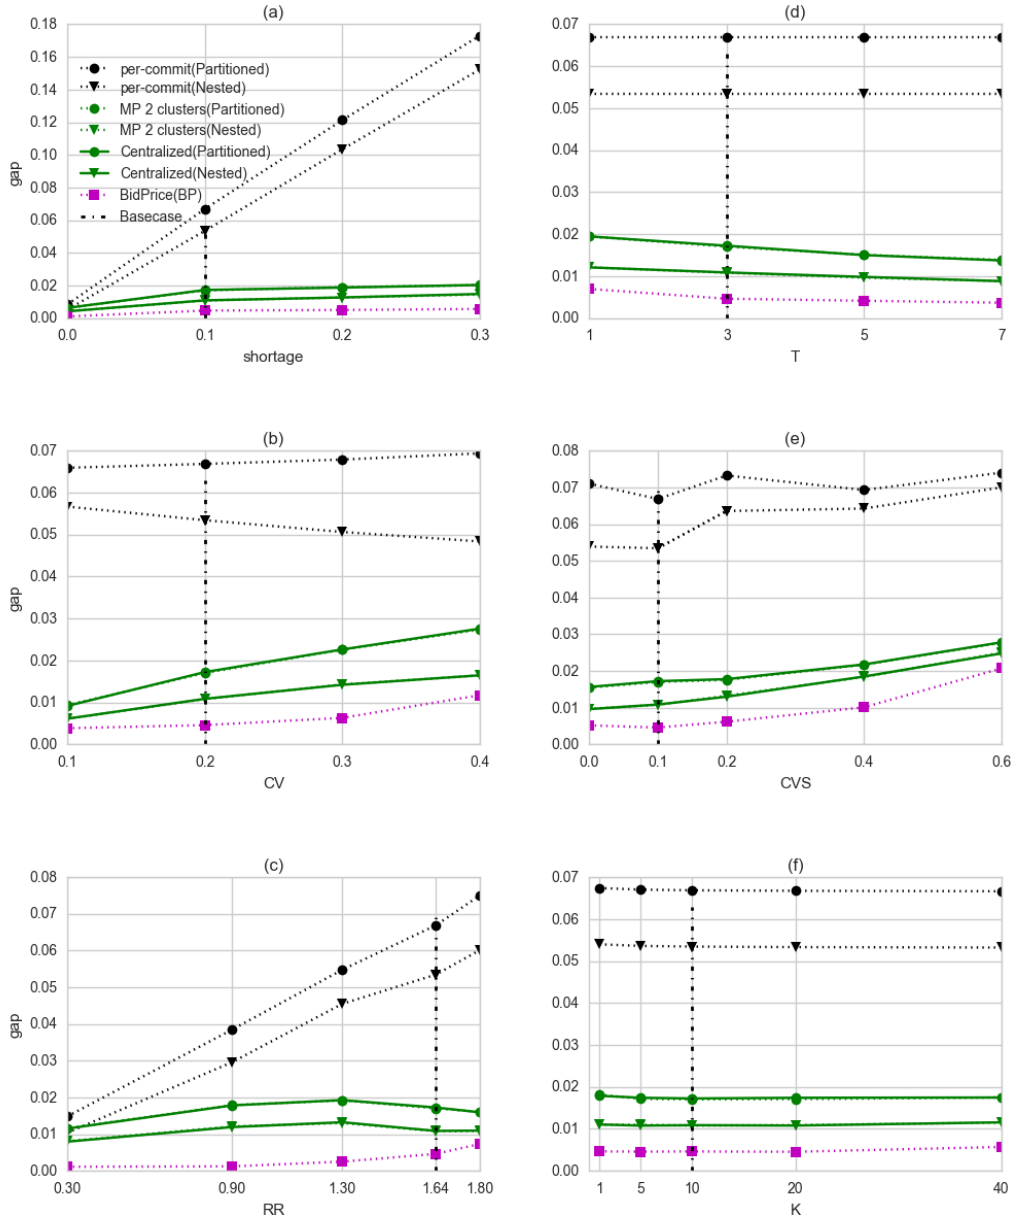 (a)
0.18
0.16
0.14
0.12
0.10
0.08
0.06
0.04
0.02
0.00
gap
per-commit(Partitioned)
per-commit(Nested)
MP 2 clusters(Partitioned)
MP 2 clusters(Nested)
Centralized(Partitioned)
Centralized(Nested)
BidPrice(BP)
Basecase
0.0 0.1 0.2 0.3
shortage
(d)
0.07
0.06
0.05
0.04
0.03
0.02
0.01
0.00
1 3 5 7
T
(b)
0.07
0.06
0.05
0.04
0.03
0.02
0.01
0.00
gap
0.1 0.2 0.3 0.4
CV
(e)
0.08
0.07
0.06
0.05
0.04
0.03
0.02
0.01
0.00
0.0 0.1 0.2 0.4 0.6
CVS
(c)
0.08
0.07
0.06
0.05
0.04
0.03
0.02
0.01
0.00
gap
0.30 0.90 1.30 1.64 1.80
RR
(f)
0.07
0.06
0.05
0.04
0.03
0.02
0.01
0.00
1 5 10 20 40
K